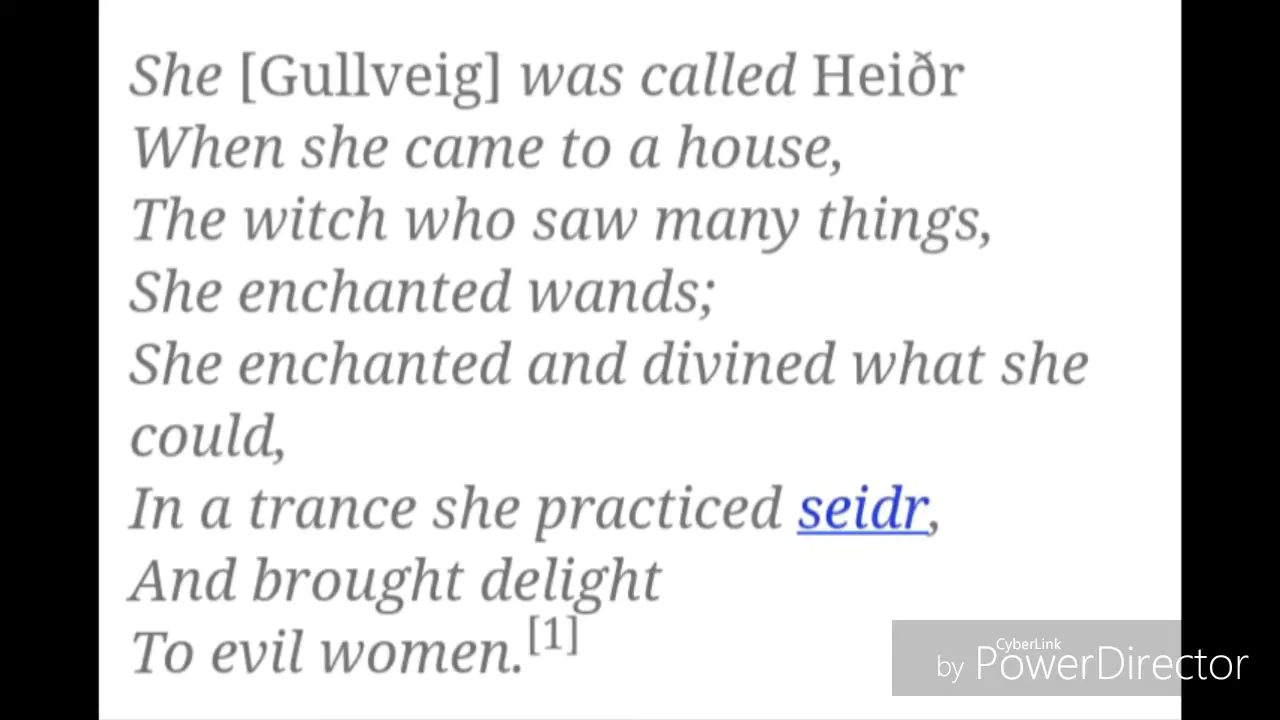 She [Gullveig] was called Heiðr
When she came to a house,
The witch who saw many things,
She enchanted wands;
She enchanted and divined what she
could,
In a trance she practiced seidr,
And brought delight
To evil women.[1]
CyberLink
by PowerDirector